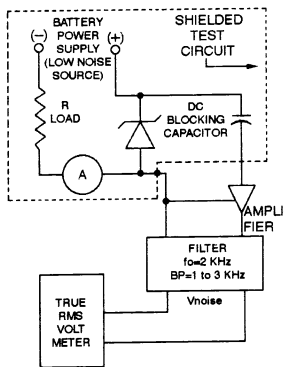 BATTERY
POWER
SUPPLY
(LOW NOISE
SOURCE)
(-)
(+)
SHIELDED
TEST
CIRCUIT
R
LOAD
DC
BLOCKING
CAPACITOR
A
AMPLI
FIER
FILTER
fo=2 KHz
BP=1 to 3 KHz
Vnoise
TRUE
RMS
VOLT
METER